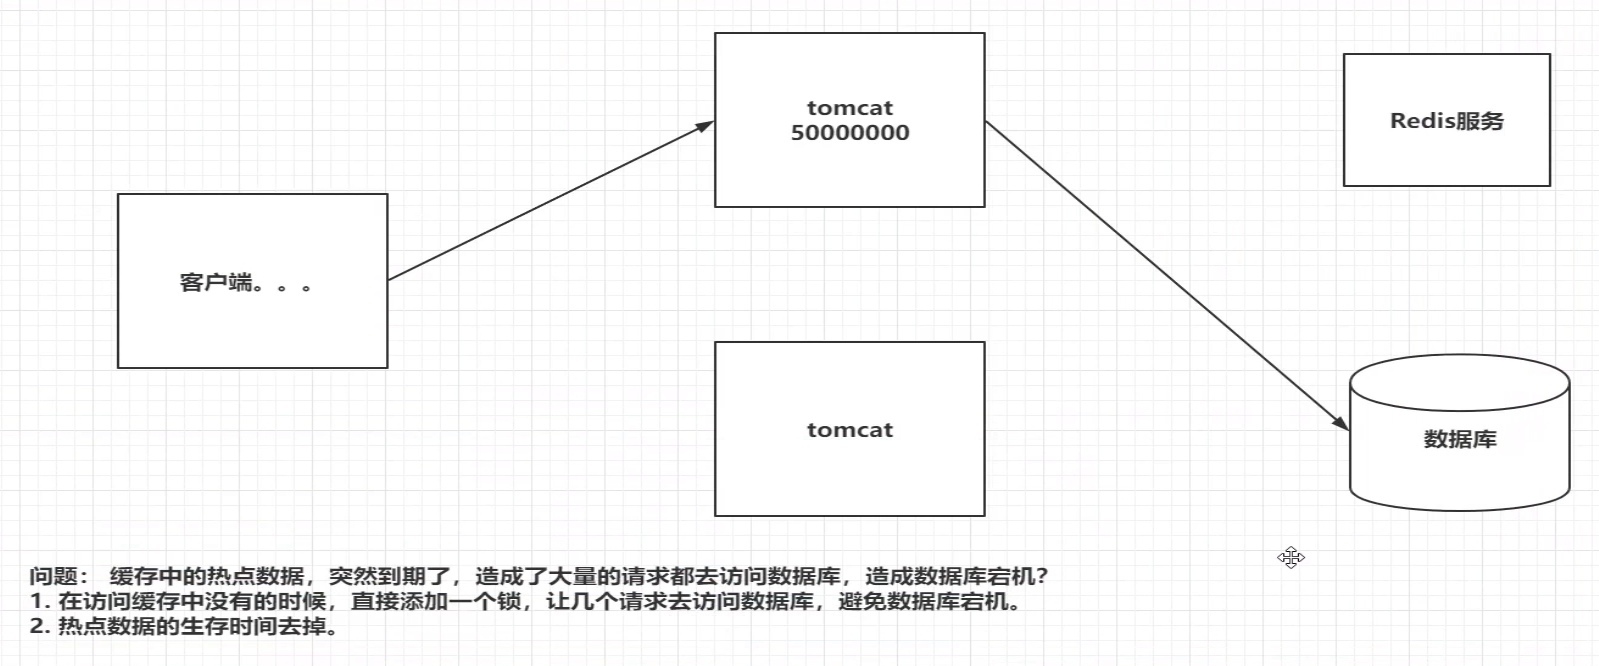 tomcat
50000000
Redis服务
客户端。。。
tomcat
数据库
问题： 缓存中的热点数据，突然到期了，造成了大量的请求都去访问数据库，造成数据库宕机？
1. 在访问缓存中没有的时候，直接添加一个锁，让几个请求去访问数据库，避免数据库宕机。
2. 热点数据的生存时间去掉。